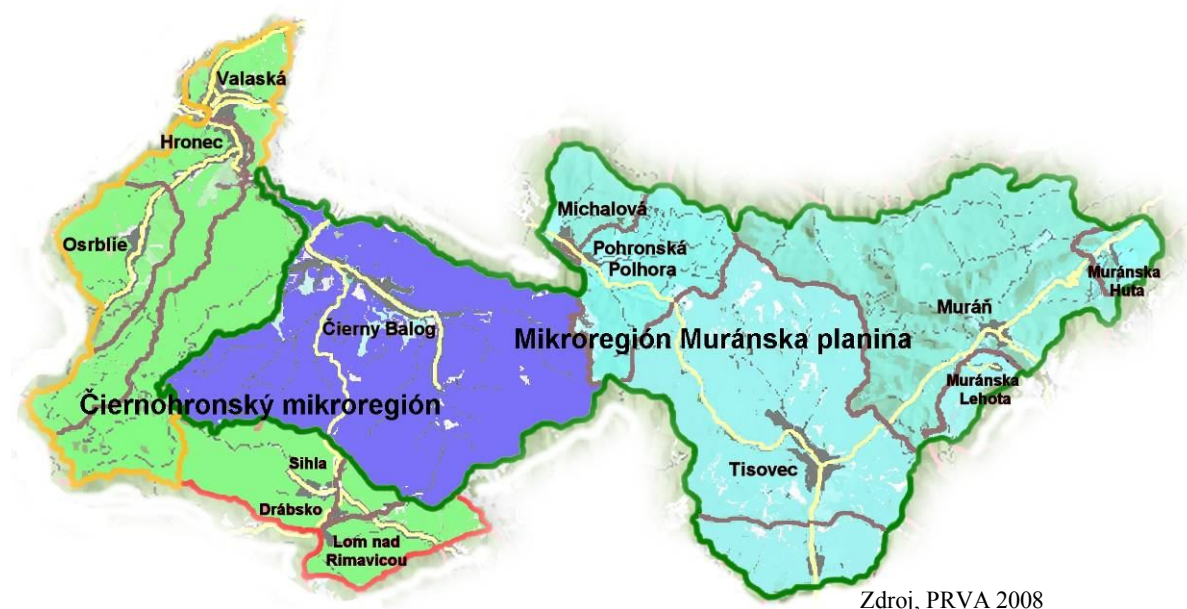 Valaská
Hronec
Osrblie
Čierny Balog
Čiernohronský mikroregión
Sihla
Drábsko
Lom nad
Rimavicou
Michalová
Pohronská
Polhora
Mikroregión Muránska planina
Muráň
Muránska
Huta
Muránska
Lehota
Tisovec
Zdroj, PRVA 2008